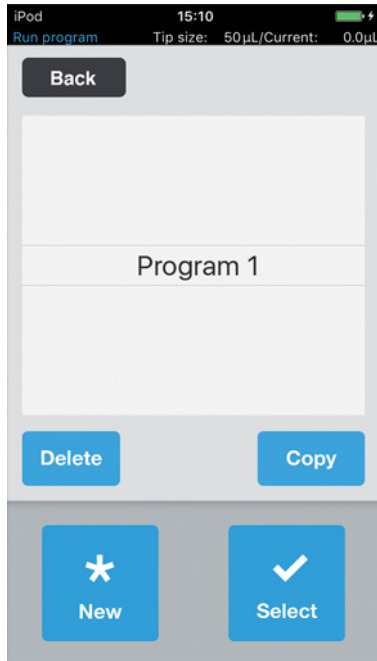 iPod 15:10
Run program Tip size: 50µL/Current: 0.0µL
Back
Program 1
Delete Copy
New Select